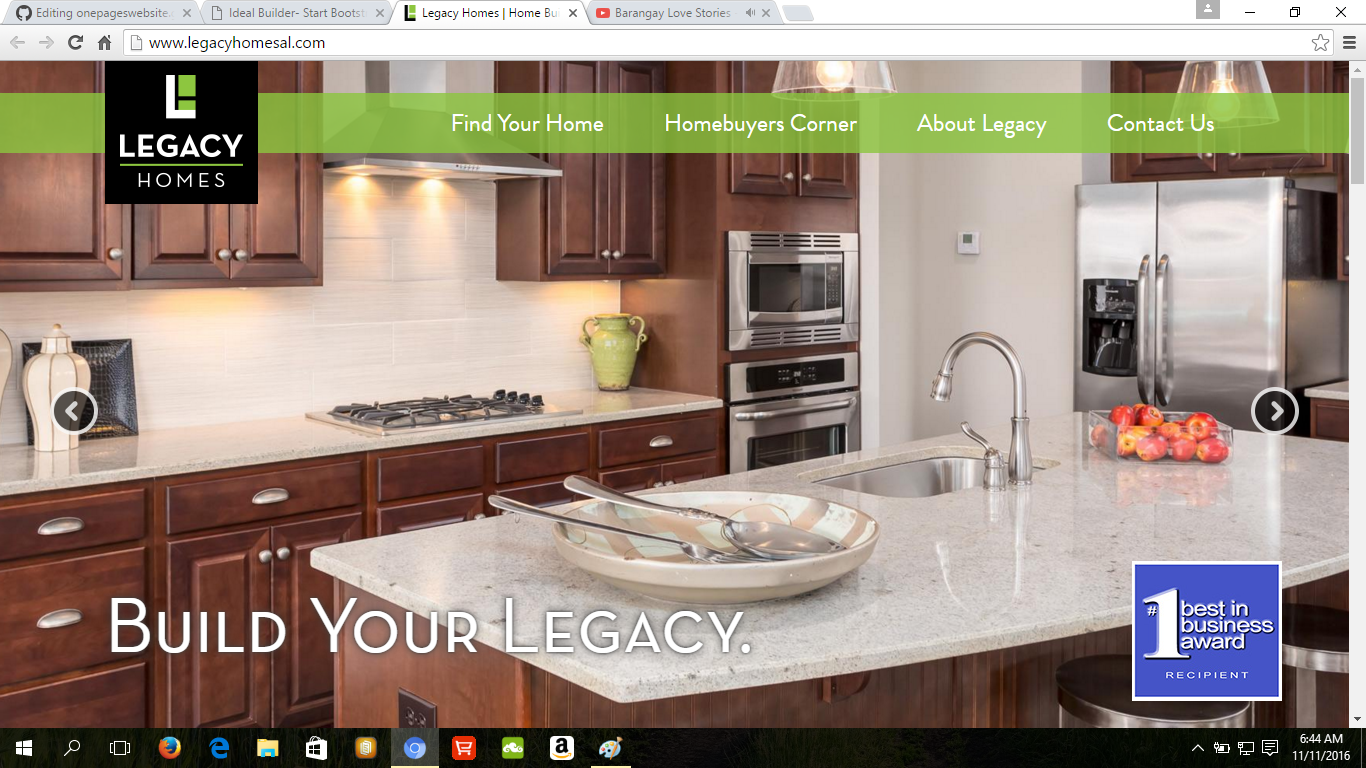 Editing onepageswebsite.
Ideal Builder- Start Bootst
Legacy Homes | Home Bu
Barangay Love Stories
www.legacyhomesal.com
LEGACY
HOMES
Find Your Home
Homebuyers Corner
About Legacy
Contact Us
Build Your Legacy.
#1 best in
business
award
RECIPIENT
6:44 AM
11/11/2016